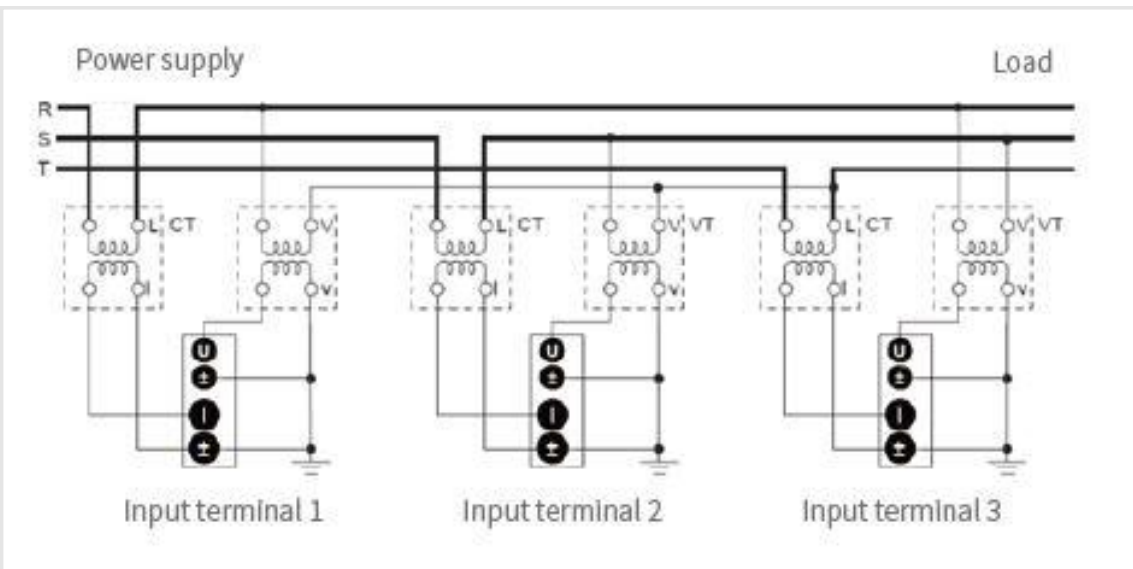 Power supply
Load
R
S
T
L CT
V
L CT
V VT
L CT
V VT
l
v
l
v
l
v
U
±
I
±
U
±
I
±
U
±
I
±
Input terminal 1
Input terminal 2
Input terminal 3